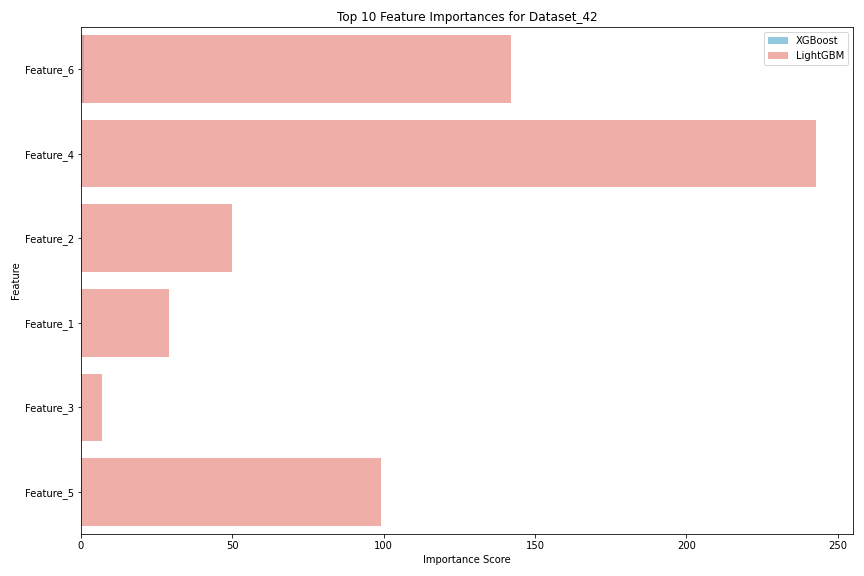 Top 10 Feature Importances for Dataset_42
XGBoost
LightGBM
Feature
Feature_6
Feature_4
Feature_2
Feature_1
Feature_3
Feature_5
0 50 100 150 200 250
Importance Score